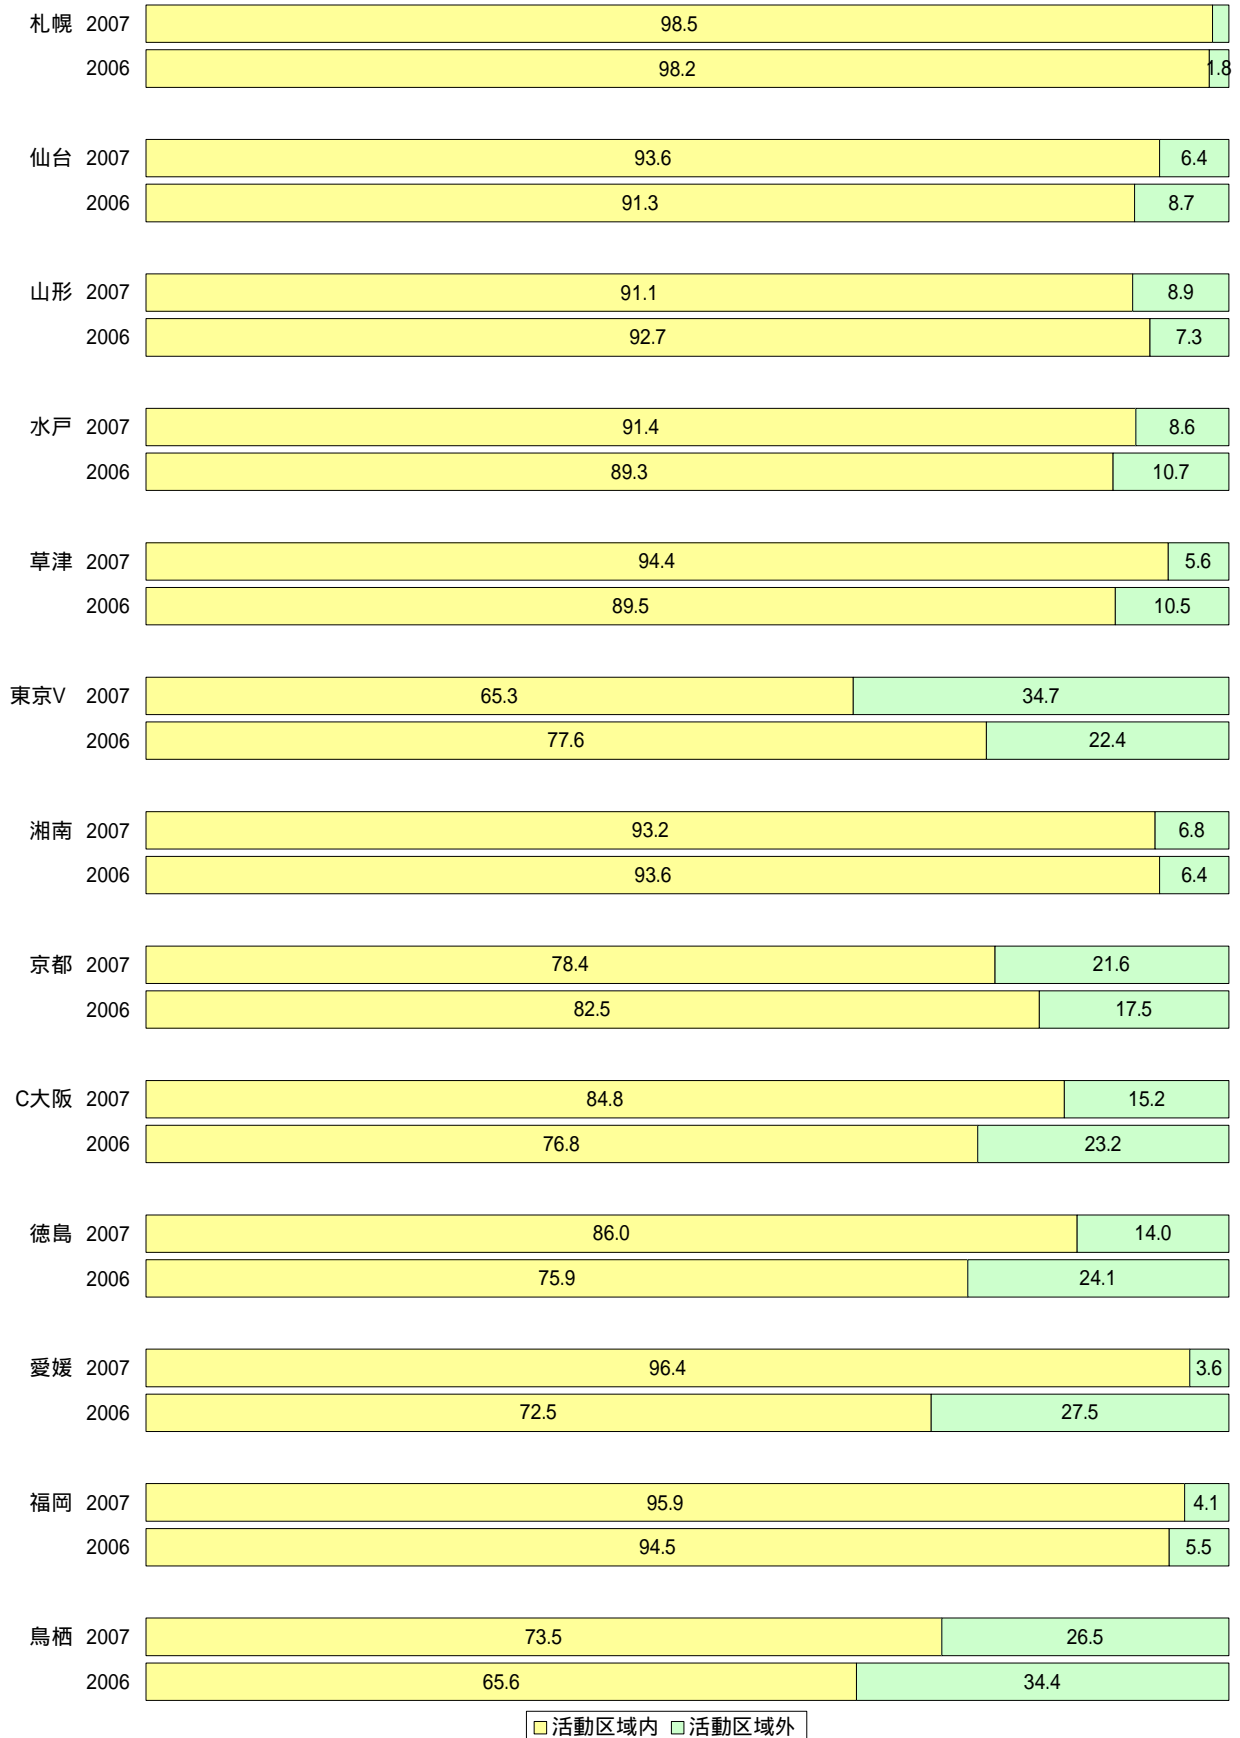 札幌 2007 98.5
2006 98.2 1.8
仙台 2007 93.6 6.4
2006 91.3 8.7
山形 2007 91.1 8.9
2006 92.7 7.3
水戸 2007 91.4 8.6
2006 89.3 10.7
草津 2007 94.4 5.6
2006 89.5 10.5
東京V 2007 65.3 34.7
2006 77.6 22.4
湘南 2007 93.2 6.8
2006 93.6 6.4
京都 2007 78.4 21.6
2006 82.5 17.5
C大阪 2007 84.8 15.2
2006 76.8 23.2
徳島 2007 86.0 14.0
2006 75.9 24.1
愛媛 2007 96.4 3.6
2006 72.5 27.5
福岡 2007 95.9 4.1
2006 94.5 5.5
鳥栖 2007 73.5 26.5
2006 65.6 34.4
活動区域内 活動区域外